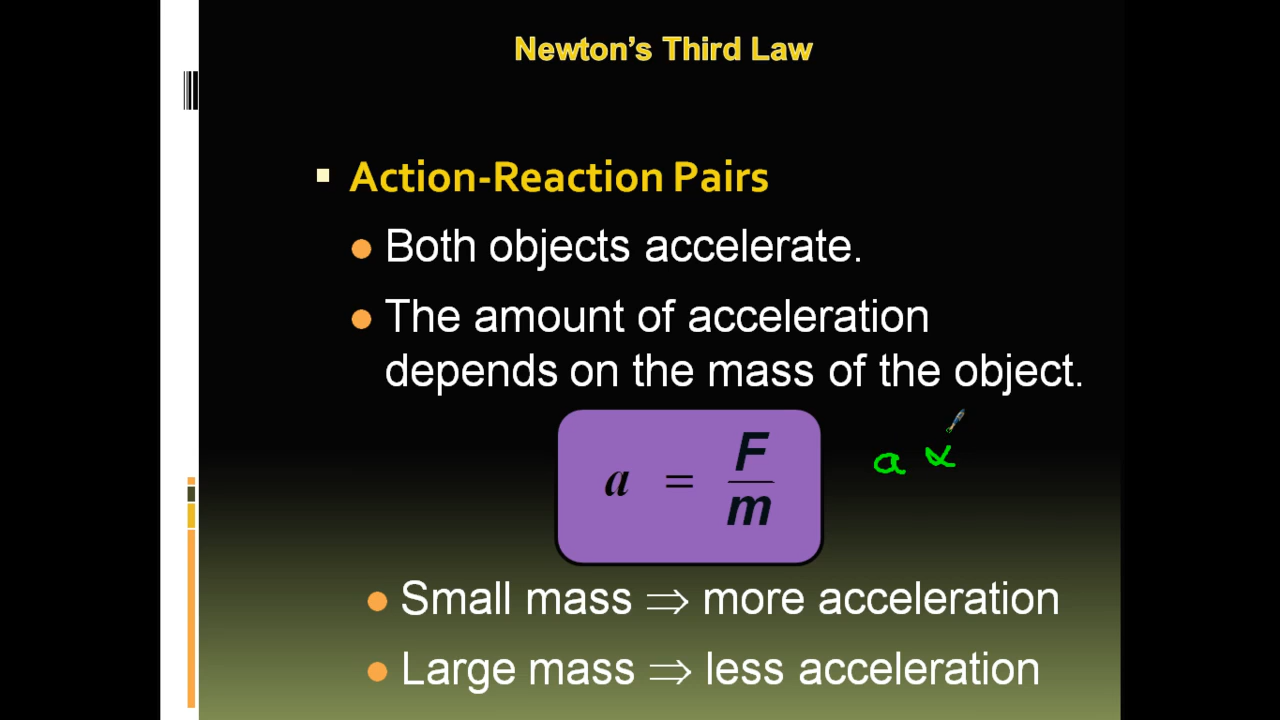 Newton's Third Law
Action-Reaction Pairs
Both objects accelerate.
The amount of acceleration
depends on the mass of the object.
a = F/m
a ∝
Small mass ⇒ more acceleration
Large mass ⇒ less acceleration